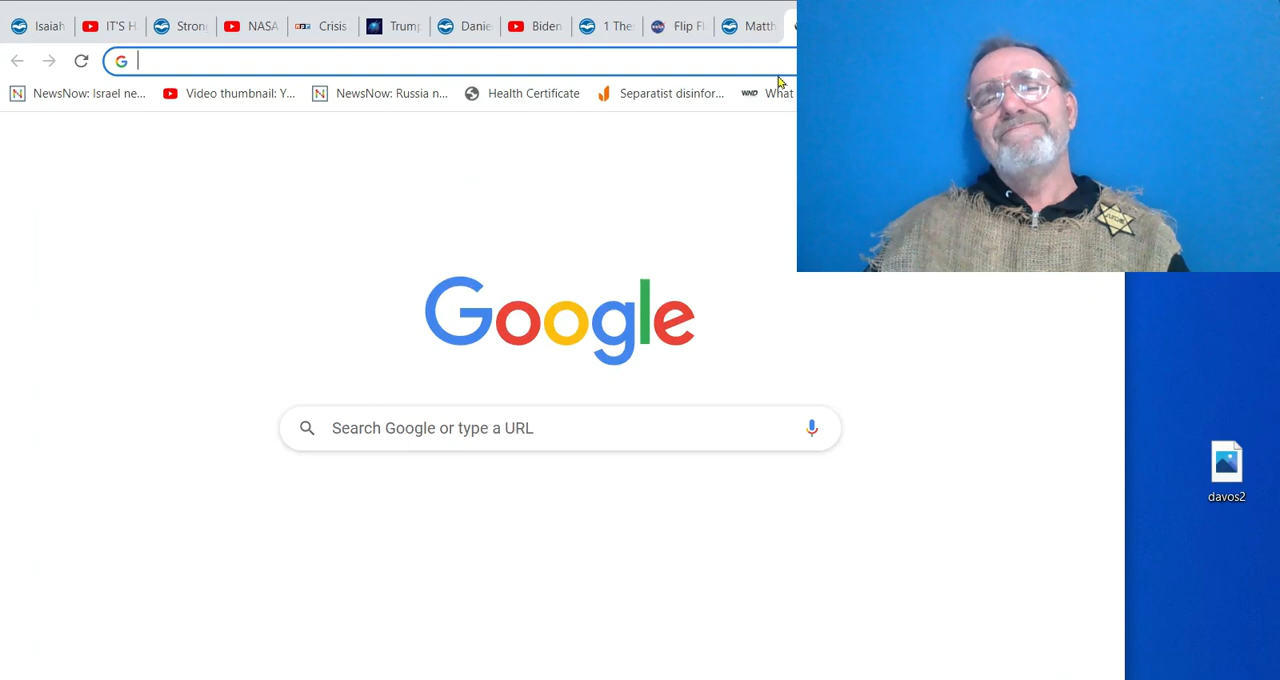 Isaiah
IT'S H
Stron
NASA
Crisis
Trump
Danie
Biden
1 The
Flip Fl
Matth
NewsNow: Israel ne...
Video thumbnail: Y...
NewsNow: Russia n...
Health Certificate
Separatist disinfor...
WND
What
Google
Search Google or type a URL
davos2